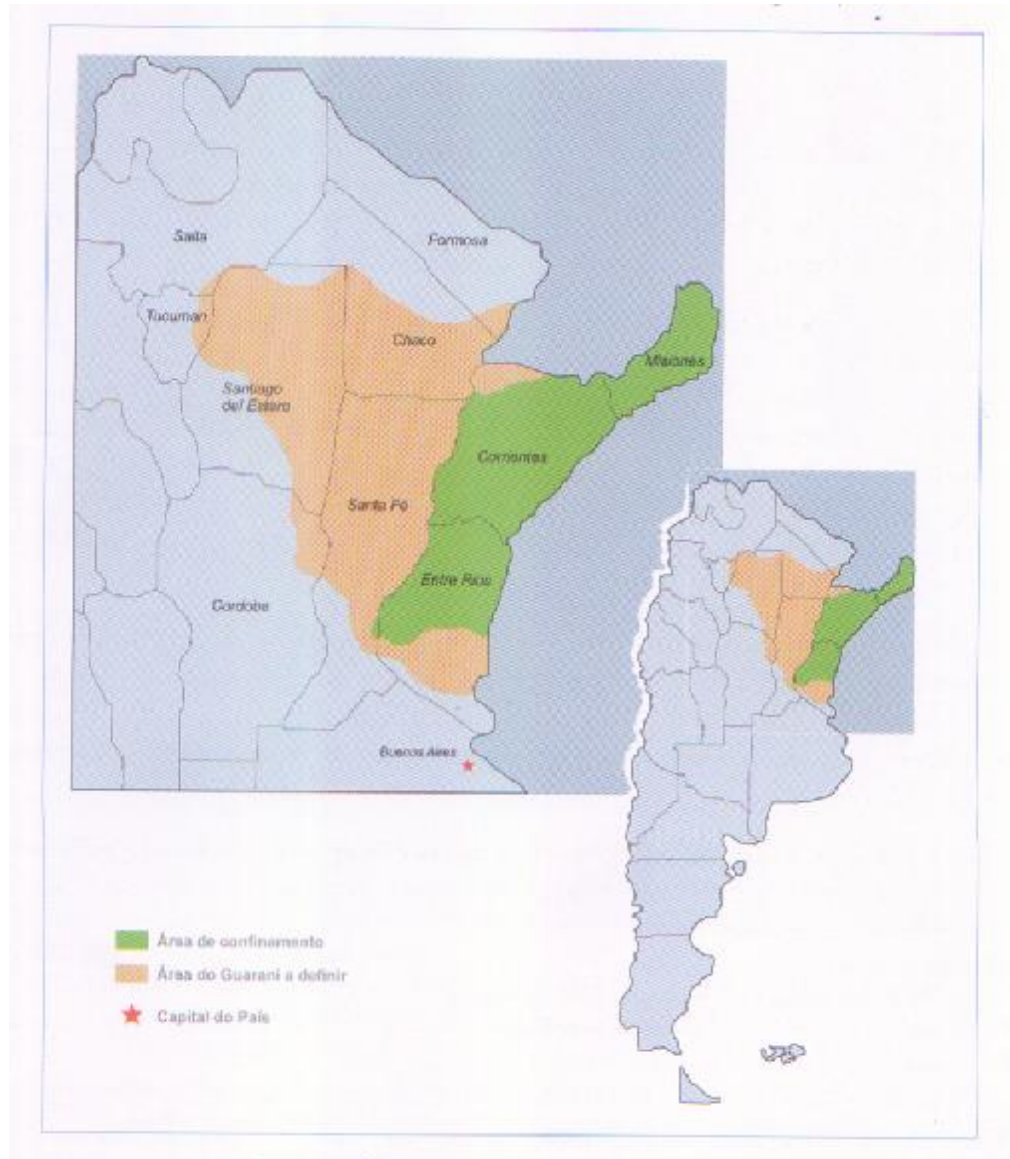 Salta
Formosa
Tucuman
Chaco
Misiones
Santiago
del Estero
Corrientes
Santa Fé
Entre Rios
Cordoba
Buenos Aires
Área de confinamento
Área do Guarani a definir
Capital do País